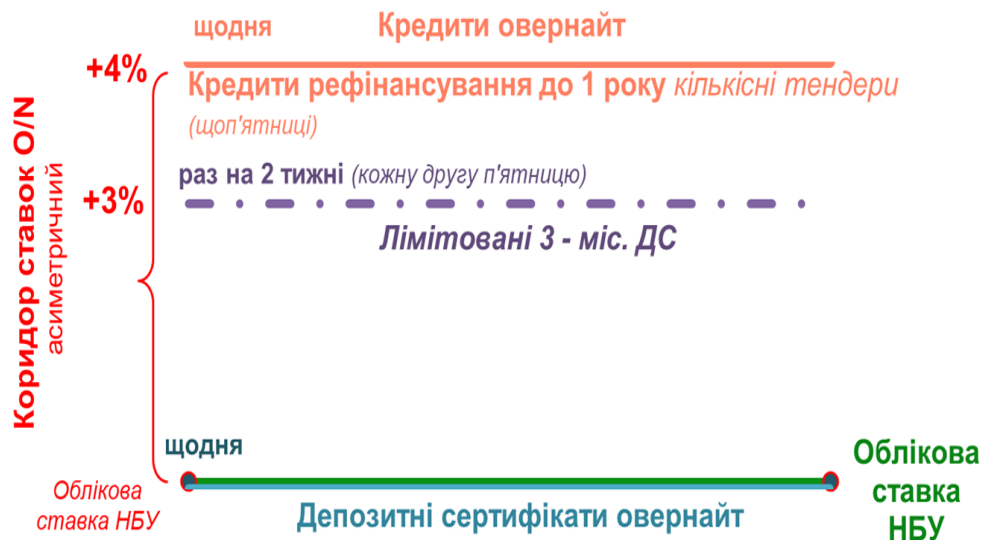 щодня
Кредити овернайт
+4%
Кредити рефінансування до 1 року кількісні тендери
(щоп'ятниці)
раз на 2 тижні (кожну другу п'ятницю)
+3%
Лімітовані 3 - міс. ДС
Коридор ставок O/N
асиметричний
щодня
Облікова
ставка НБУ
Депозитні сертифікати овернайт
Облікова
ставка
НБУ